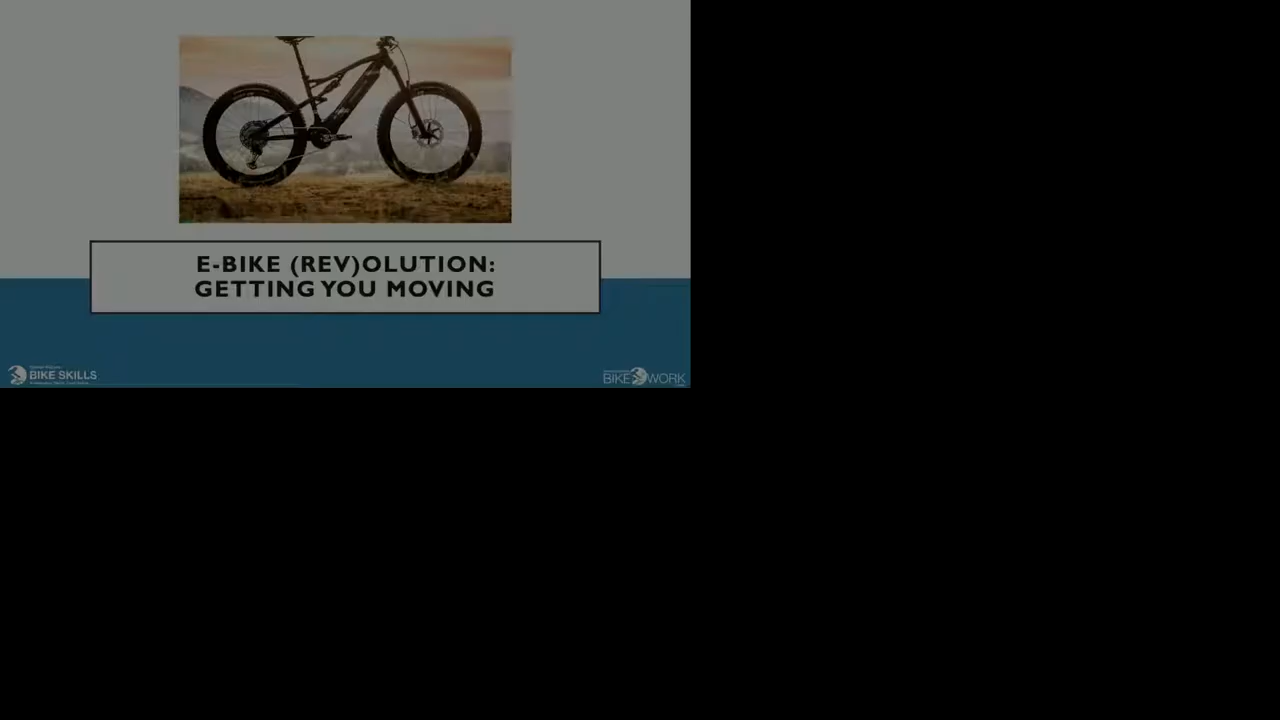 E-BIKE (REV)OLUTION:
GETTING YOU MOVING
BIKE SKILLS
BIKE WORK